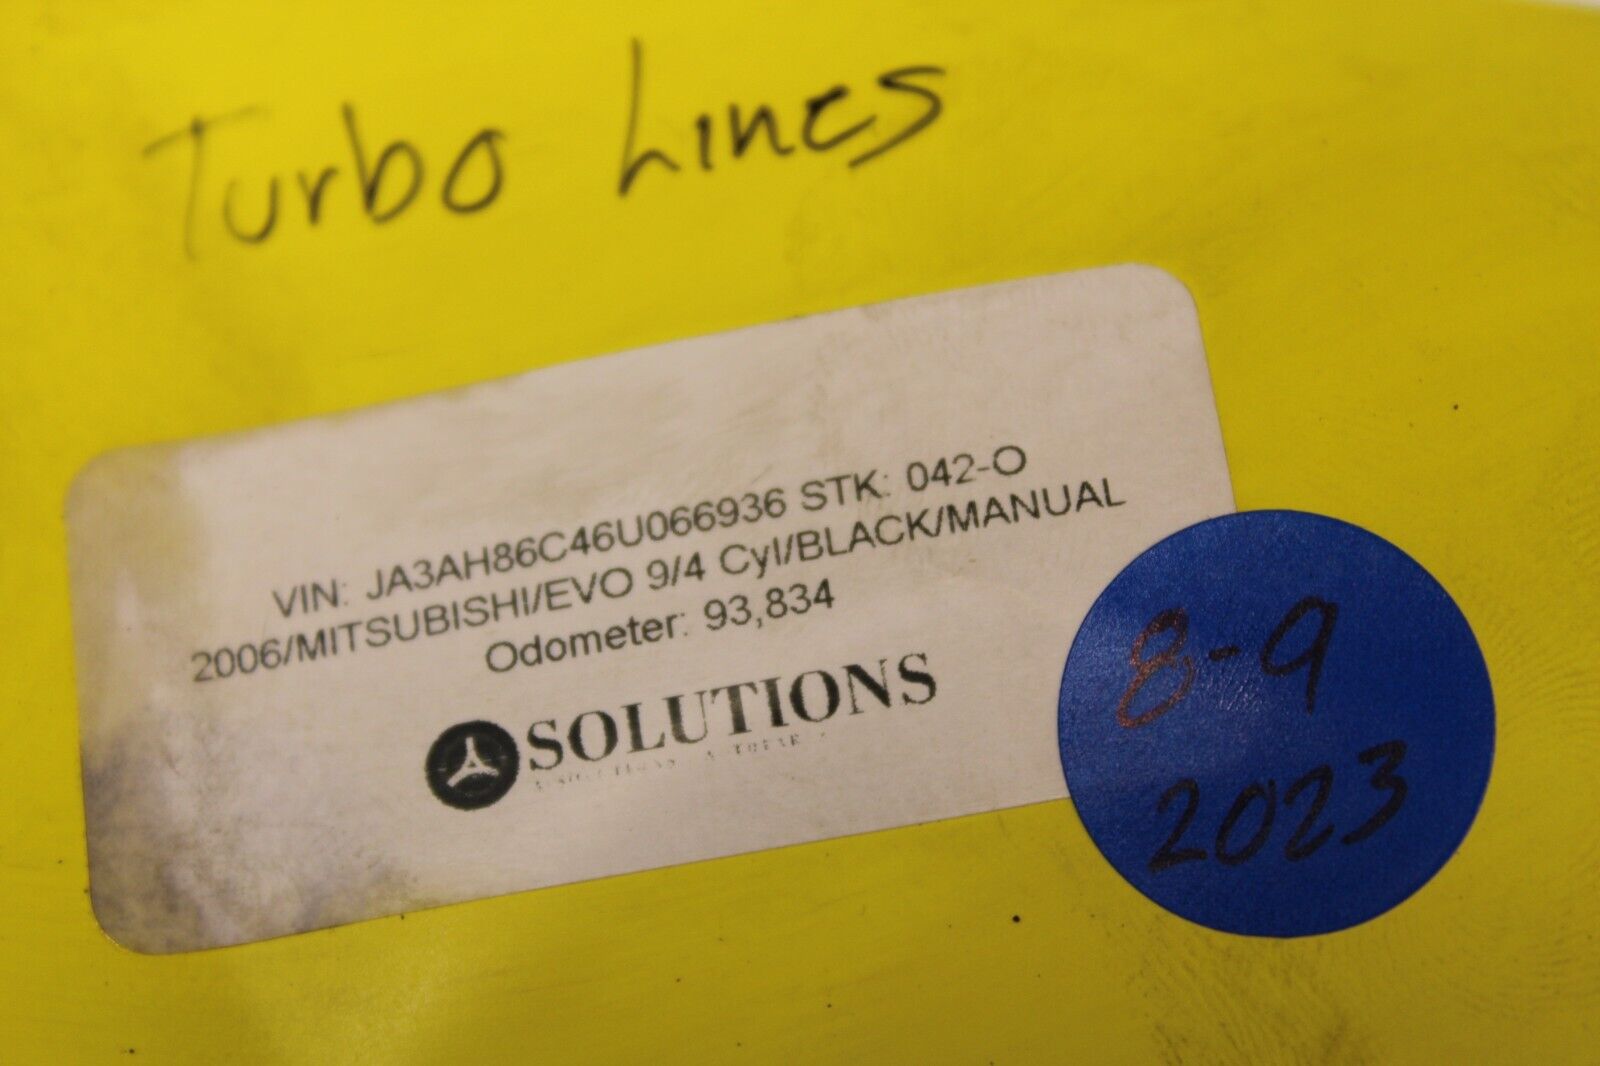 Turbo Lines
VIN: JA3AH86C46U066936 STK: 042-O
2006/MITSUBISHI/EVO 9/4 Cyl/BLACK/MANUAL
Odometer: 93,834
SOLUTIONS
8-9
2023